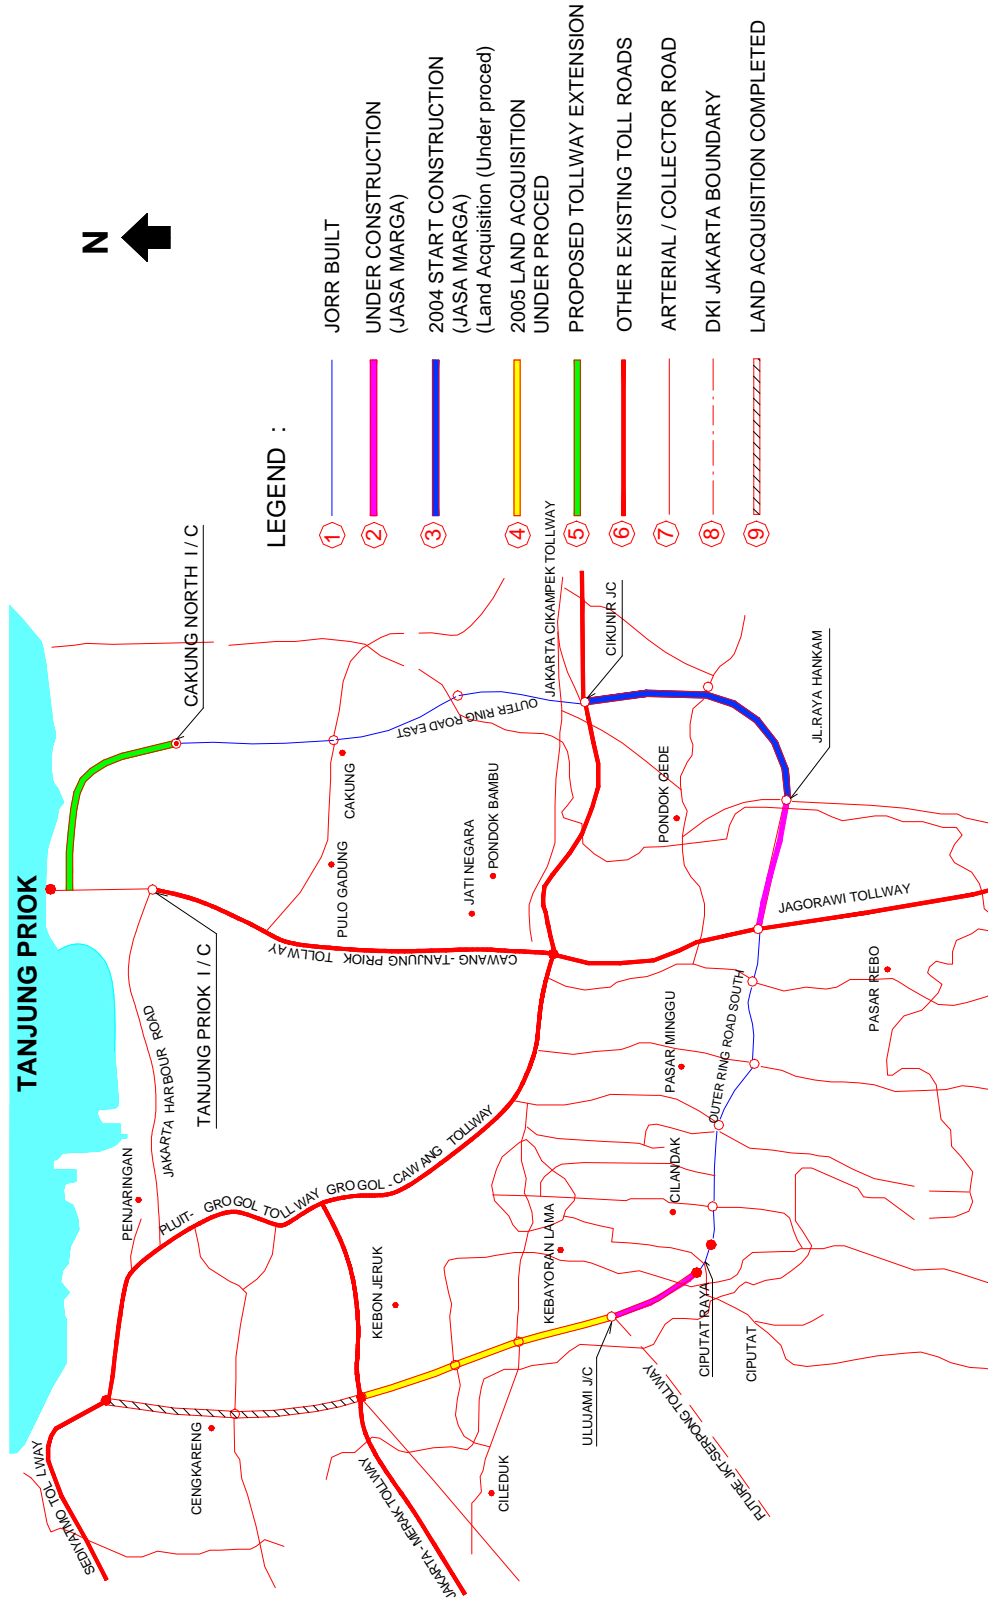 TANJUNG PRIOK
N
CAKUNG NORTH I / C
TANJUNG PRIOK I / C
JAKARTA HARBOUR ROAD
PENJARINGAN
PLUIT- GROGOL TOLLWAY
GROGOL - CAWANG TOLLWAY
CAWANG -TANJUNG PRIOK TOLLWAY
SEDIYATMO TOLLWAY
CENGKARENG
JAKARTA - MERAK TOLLWAY
KEBON JERUK
CILEDUK
KEBAYORAN LAMA
ULUJAMI J/C
FUTURE JKT-SERPONG TOLLWAY
CIPUTAT RAYA
CIPUTAT
CILANDAK
PASAR MINGGU
OUTER RING ROAD SOUTH
PASAR REBO
JAGORAWI TOLLWAY
PULO GADUNG
CAKUNG
JATI NEGARA
PONDOK BAMBU
OUTER RING ROAD EAST
JAKARTA CIKAMPEK TOLLWAY
CIKUNIR JC
PONDOK GEDE
JL.RAYA HANKAM
LEGEND :
1 JORR BUILT
2 UNDER CONSTRUCTION
(JASA MARGA)
3 2004 START CONSTRUCTION
(JASA MARGA)
(Land Acquisition (Under proced)
4 2005 LAND ACQUISITION
UNDER PROCED
5 PROPOSED TOLLWAY EXTENSION
6 OTHER EXISTING TOLL ROADS
7 ARTERIAL / COLLECTOR ROAD
8 DKI JAKARTA BOUNDARY
9 LAND ACQUISITION COMPLETED